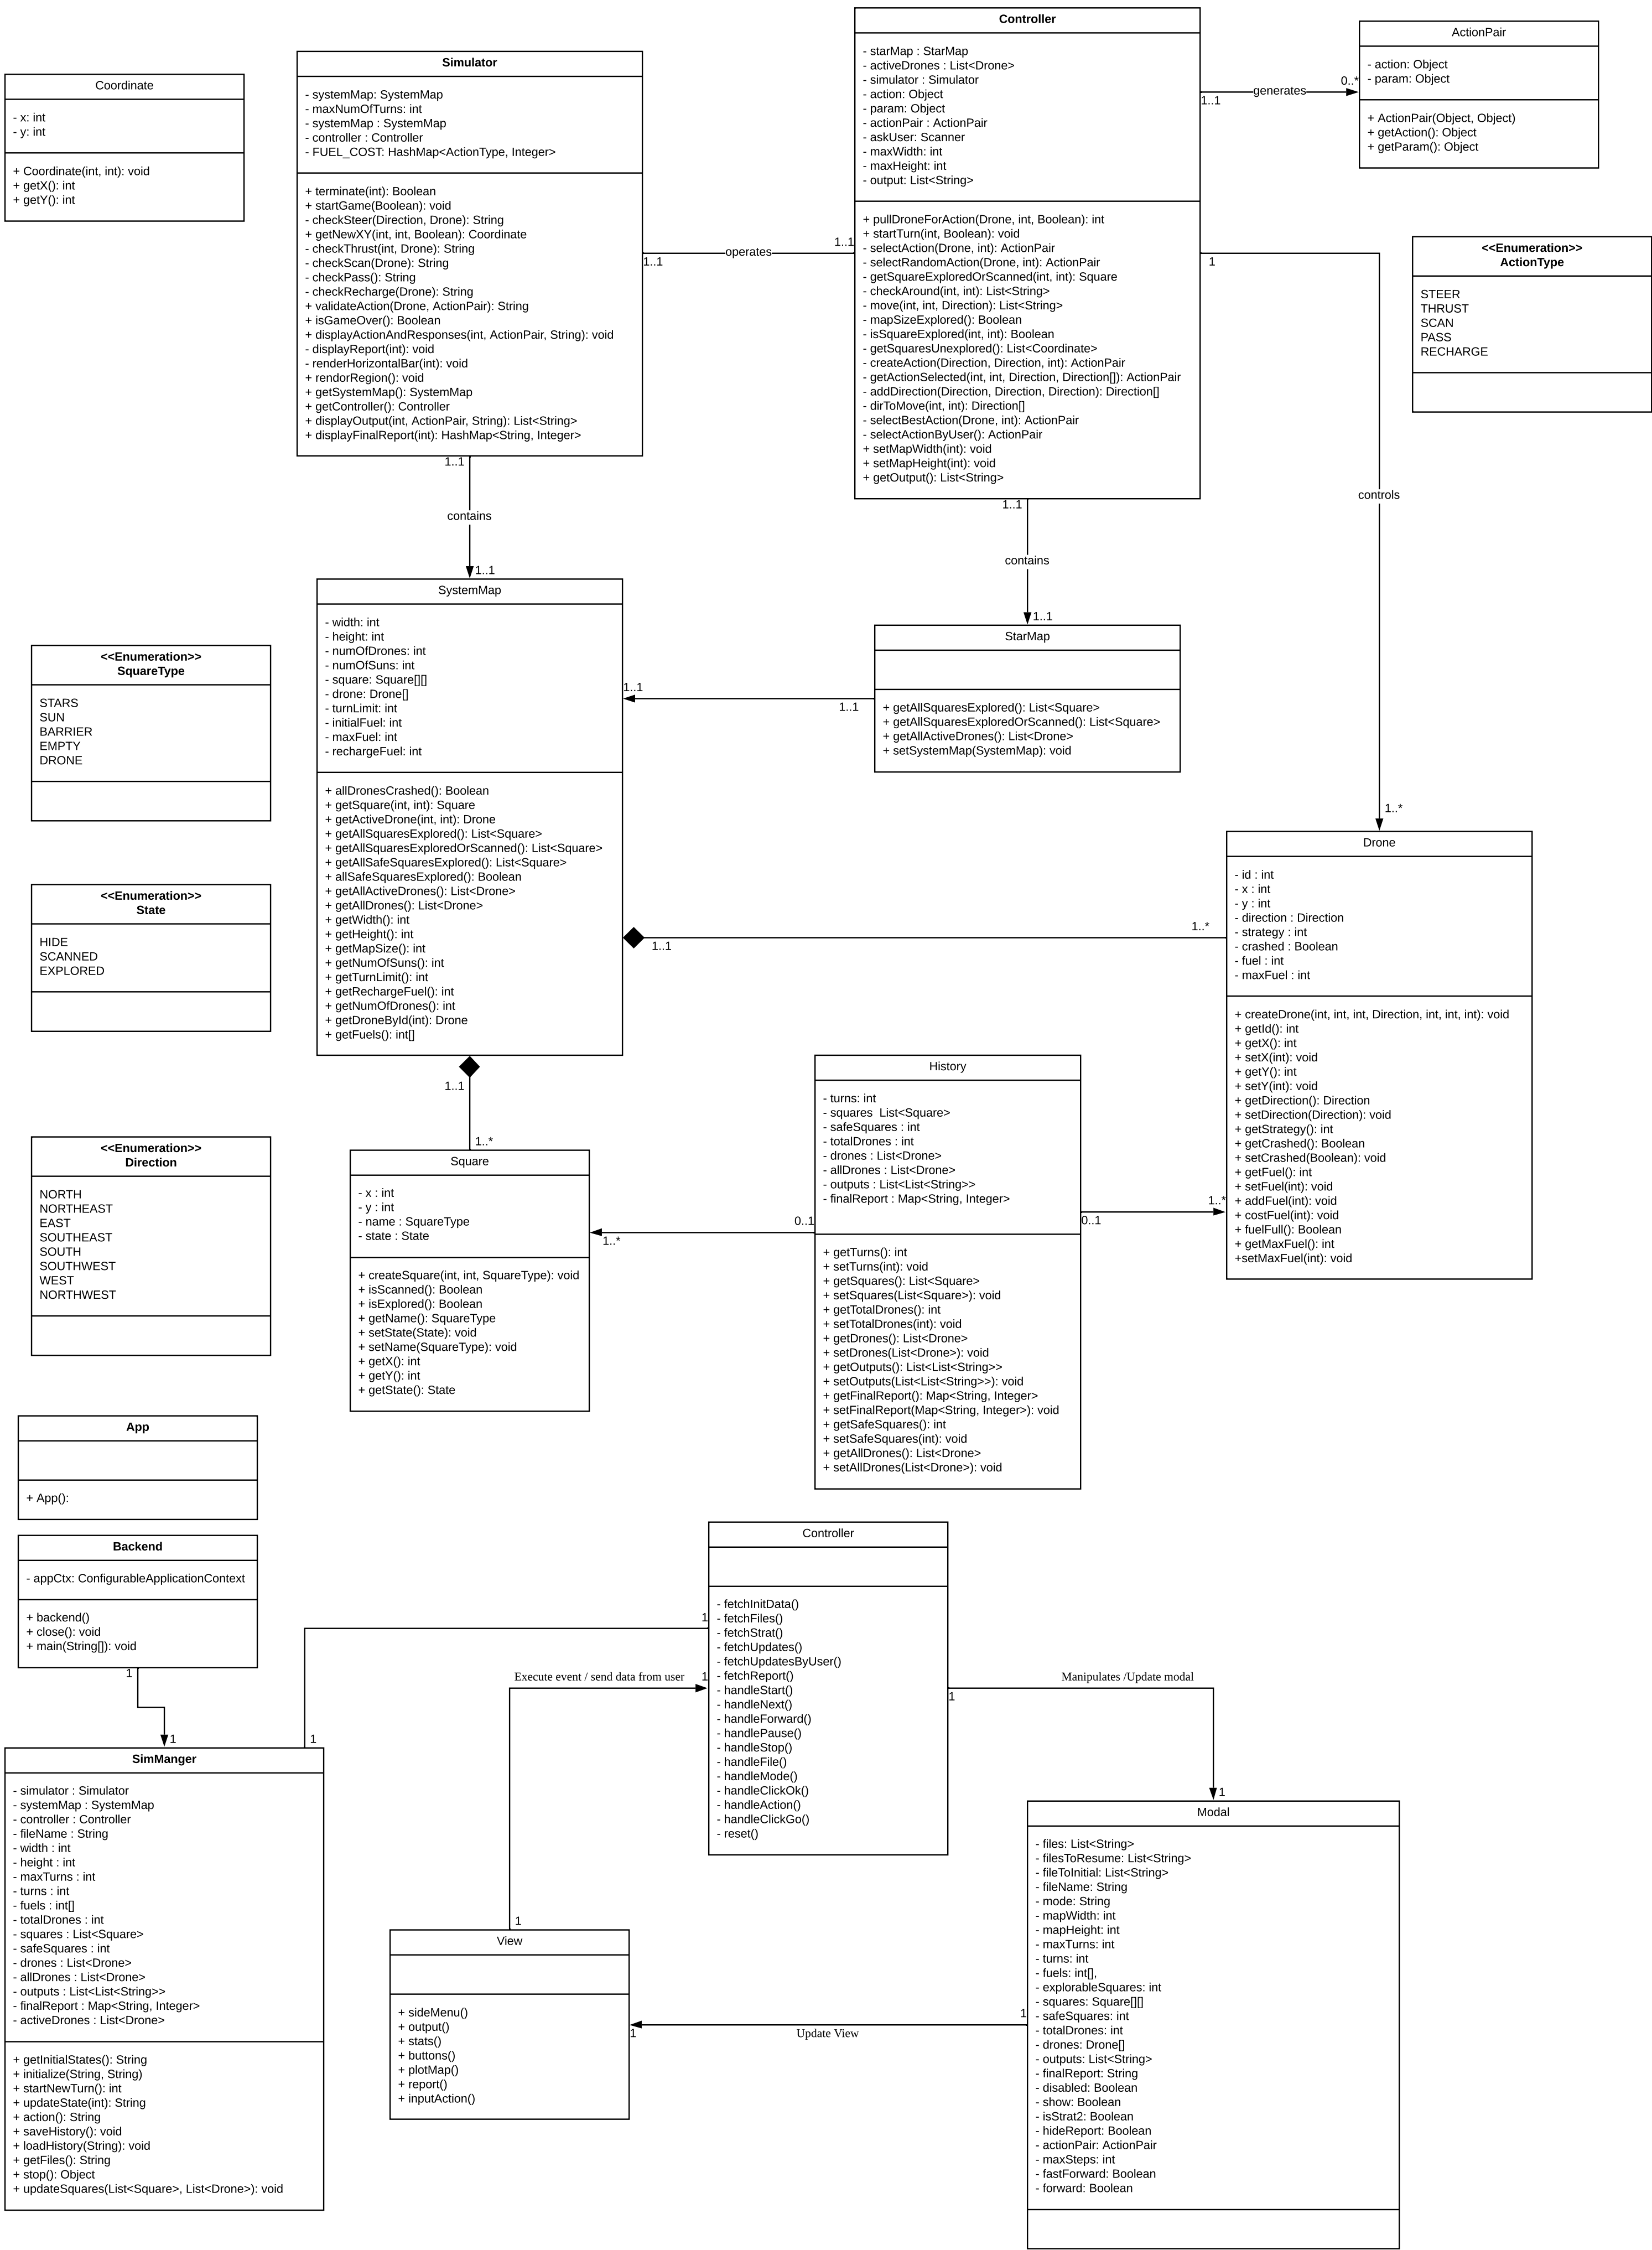 Coordinate
- x: int
- y: int
+ Coordinate(int, int): void
+ getX(): int
+ getY(): int
Simulator
- systemMap: SystemMap
- maxNumOfTurns: int
- systemMap : SystemMap
- controller : Controller
- FUEL_COST: HashMap<ActionType, Integer>
+ terminate(int): Boolean
+ startGame(Boolean): void
- checkSteer(Direction, Drone): String
+ getNewXY(int, int, Boolean): Coordinate
- checkThrust(int, Drone): String
- checkScan(Drone): String
- checkPass(): String
- checkRecharge(Drone): String
+ validateAction(Drone, ActionPair): String
+ isGameOver(): Boolean
+ displayActionAndResponses(int, ActionPair, String): void
- displayReport(int): void
- renderHorizontalBar(int): void
+ rendorRegion(): void
+ getSystemMap(): SystemMap
+ getController(): Controller
+ displayOutput(int, ActionPair, String): List<String>
+ displayFinalReport(int): HashMap<String, Integer>
1..1
operates
1..1
Controller
- starMap : StarMap
- activeDrones : List<Drone>
- simulator : Simulator
- action: Object
- param: Object
- actionPair : ActionPair
- askUser: Scanner
- maxWidth: int
- maxHeight: int
- output: List<String>
+ pullDroneForAction(Drone, int, Boolean): int
+ startTurn(int, Boolean): void
- selectAction(Drone, int): ActionPair
- selectRandomAction(Drone, int): ActionPair
- getSquareExploredOrScanned(int, int): Square
- checkAround(int, int): List<String>
- move(int, int, Direction): List<String>
- mapSizeExplored(): Boolean
- isSquareExplored(int, int): Boolean
- getSquaresUnexplored(): List<Coordinate>
- createAction(Direction, Direction, int): ActionPair
- getActionSelected(int, int, Direction, Direction[]): ActionPair
- addDirection(Direction, Direction, Direction): Direction[]
- dirToMove(int, int): Direction[]
- selectBestAction(Drone, int): ActionPair
- selectActionByUser(): ActionPair
+ setMapWidth(int): void
+ setMapHeight(int): void
+ getOutput(): List<String>
1..1
generates
0..*
ActionPair
- action: Object
- param: Object
+ ActionPair(Object, Object)
+ getAction(): Object
+ getParam(): Object
<<Enumeration>>
ActionType
STEER
THRUST
SCAN
PASS
RECHARGE
1
controls
1..*
1..1
contains
1..1
1..1
contains
1..1
SystemMap
- width: int
- height: int
- numOfDrones: int
- numOfSuns: int
- square: Square[][]
- drone: Drone[]
- turnLimit: int
- initialFuel: int
- maxFuel: int
- rechargeFuel: int
+ allDronesCrashed(): Boolean
+ getSquare(int, int): Square
+ getActiveDrone(int, int): Drone
+ getAllSquaresExplored(): List<Square>
+ getAllSquaresExploredOrScanned(): List<Square>
+ getAllSafeSquaresExplored(): List<Square>
+ allSafeSquaresExplored(): Boolean
+ getAllActiveDrones(): List<Drone>
+ getAllDrones(): List<Drone>
+ getWidth(): int
+ getHeight(): int
+ getMapSize(): int
+ getNumOfSuns(): int
+ getTurnLimit(): int
+ getRechargeFuel(): int
+ getNumOfDrones(): int
+ getDroneById(int): Drone
+ getFuels(): int[]
1..1
1..1
StarMap
+ getAllSquaresExplored(): List<Square>
+ getAllSquaresExploredOrScanned(): List<Square>
+ getAllActiveDrones(): List<Drone>
+ setSystemMap(SystemMap): void
<<Enumeration>>
SquareType
STARS
SUN
BARRIER
EMPTY
DRONE
<<Enumeration>>
State
HIDE
SCANNED
EXPLORED
<<Enumeration>>
Direction
NORTH
NORTHEAST
EAST
SOUTHEAST
SOUTH
SOUTHWEST
WEST
NORTHWEST
1..1
1..*
Drone
- id : int
- x : int
- y : int
- direction : Direction
- strategy : int
- crashed : Boolean
- fuel : int
- maxFuel : int
+ createDrone(int, int, int, Direction, int, int, int): void
+ getId(): int
+ getX(): int
+ setX(int): void
+ getY(): int
+ setY(int): void
+ getDirection(): Direction
+ setDirection(Direction): void
+ getStrategy(): int
+ getCrashed(): Boolean
+ setCrashed(Boolean): void
+ getFuel(): int
+ setFuel(int): void
+ addFuel(int): void
+ costFuel(int): void
+ fuelFull(): Boolean
+ getMaxFuel(): int
+setMaxFuel(int): void
1..1
1..*
Square
- x : int
- y : int
- name : SquareType
- state : State
+ createSquare(int, int, SquareType): void
+ isScanned(): Boolean
+ isExplored(): Boolean
+ getName(): SquareType
+ setState(State): void
+ setName(SquareType): void
+ getX(): int
+ getY(): int
+ getState(): State
1..*
0..1
History
- turns: int
- squares  List<Square>
- safeSquares : int
- totalDrones : int
- drones : List<Drone>
- allDrones : List<Drone>
- outputs : List<List<String>>
- finalReport : Map<String, Integer>
+ getTurns(): int
+ setTurns(int): void
+ getSquares(): List<Square>
+ setSquares(List<Square>): void
+ getTotalDrones(): int
+ setTotalDrones(int): void
+ getDrones(): List<Drone>
+ setDrones(List<Drone>): void
+ getOutputs(): List<List<String>>
+ setOutputs(List<List<String>>): void
+ getFinalReport(): Map<String, Integer>
+ setFinalReport(Map<String, Integer>): void
+ getSafeSquares(): int
+ setSafeSquares(int): void
+ getAllDrones(): List<Drone>
+ setAllDrones(List<Drone>): void
0..1
1..*
App
+ App():
Backend
- appCtx: ConfigurableApplicationContext
+ backend()
+ close(): void
+ main(String[]): void
1
1
1
1
SimManger
- simulator : Simulator
- systemMap : SystemMap
- controller : Controller
- fileName : String
- width : int
- height : int
- maxTurns : int
- turns : int
- fuels : int[]
- totalDrones : int
- squares : List<Square>
- safeSquares : int
- drones : List<Drone>
- allDrones : List<Drone>
- outputs : List<List<String>>
- finalReport : Map<String, Integer>
- activeDrones : List<Drone>
+ getInitialStates(): String
+ initialize(String, String)
+ startNewTurn(): int
+ updateState(int): String
+ action(): String
+ saveHistory(): void
+ loadHistory(String): void
+ getFiles(): String
+ stop(): Object
+ updateSquares(List<Square>, List<Drone>): void
Controller
- fetchInitData()
- fetchFiles()
- fetchStrat()
- fetchUpdates()
- fetchUpdatesByUser()
- fetchReport()
- handleStart()
- handleNext()
- handleForward()
- handlePause()
- handleStop()
- handleFile()
- handleMode()
- handleClickOk()
- handleAction()
- handleClickGo()
- reset()
Execute event / send data from user
1
1
Manipulates /Update modal
1
1
View
+ sideMenu()
+ output()
+ stats()
+ buttons()
+ plotMap()
+ report()
+ inputAction()
1
Update View
1
Modal
- files: List<String>
- filesToResume: List<String>
- fileToInitial: List<String>
- fileName: String
- mode: String
- mapWidth: int
- mapHeight: int
- maxTurns: int
- turns: int
- fuels: int[],
- explorableSquares: int
- squares: Square[][]
- safeSquares: int
- totalDrones: int
- drones: Drone[]
- outputs: List<String>
- finalReport: String
- disabled: Boolean
- show: Boolean
- isStrat2: Boolean
- hideReport: Boolean
- actionPair: ActionPair
- maxSteps: int
- fastForward: Boolean
- forward: Boolean